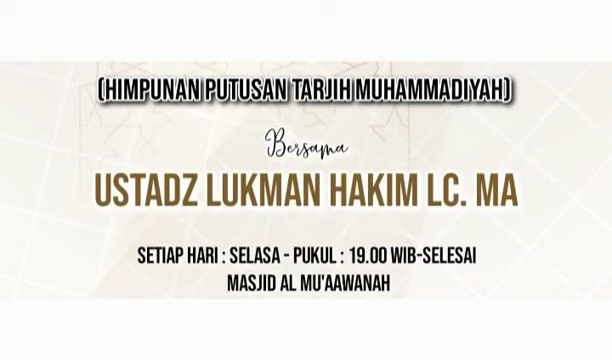 (HIMPUNAN PUTUSAN TARJIH MUHAMMADIYAH)
Bersama
USTADZ LUKMAN HAKIM LC. MA
SETIAP HARI : SELASA - PUKUL : 19.00 WIB-SELESAI
MASJID AL MU'AAWANAH